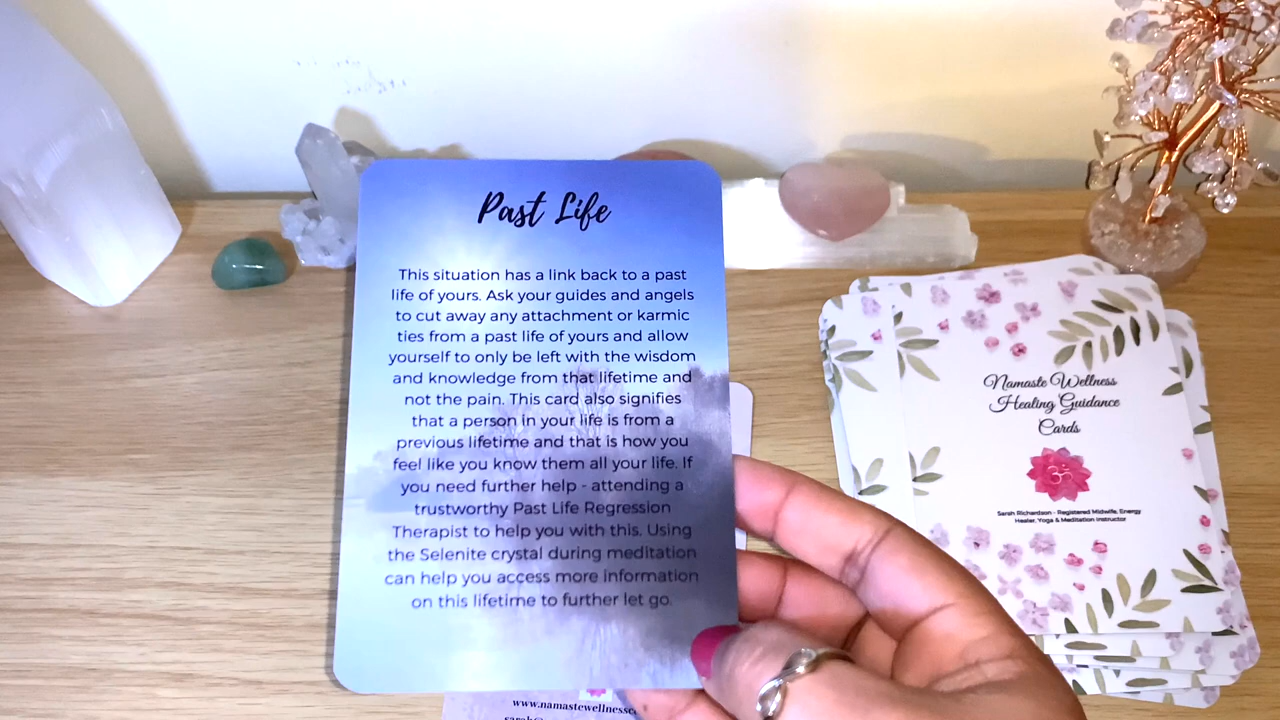 Past Life
This situation has a link back to a past
life of yours. Ask your guides and angels
to cut away any attachment or karmic
ties from a past life of yours and allow
yourself to only be left with the wisdom
and knowledge from that lifetime and
not the pain. This card also signifies
that a person in your life is from a
previous lifetime and that is how you
feel like you know them all your life. If
you need further help - attending a
trustworthy Past Life Regression
Therapist to help you with this. Using
the Selenite crystal during meditation
can help you access more information
on this lifetime to further let go.
Namaste Wellness
Healing Guidance
Cards
Sarah Richardson - Registered Midwife, Energy
Healer, Yoga & Meditation Instructor
www.namastewellnessc